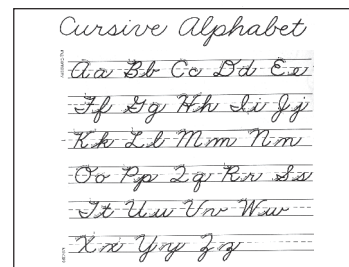 Cursive Alphabet
Aa Bb Cc Dd Ee
Ff Gg Hh Ii Jj
Kk Ll Mm Nn
Oo Pp Qq Rr Ss
Tt Uu Vv Ww
Xx Yy Zz